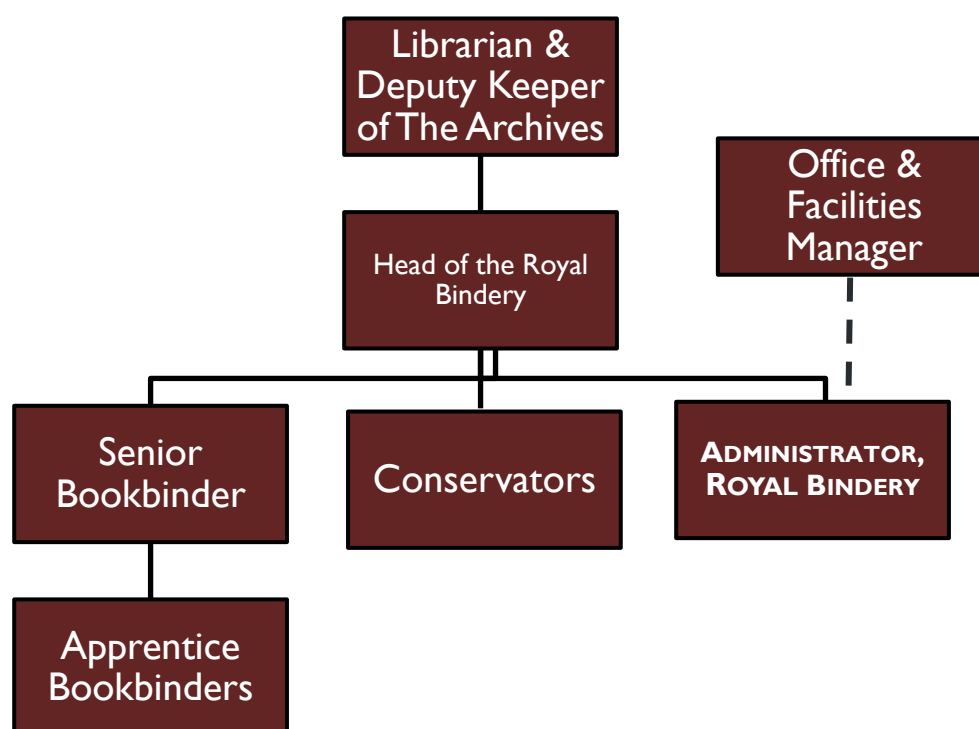 Librarian &
Deputy Keeper
of The Archives
Office &
Facilities
Manager
Head of the Royal
Bindery
Senior
Bookbinder
Conservators
ADMINISTRATOR,
ROYAL BINDERY
Apprentice
Bookbinders